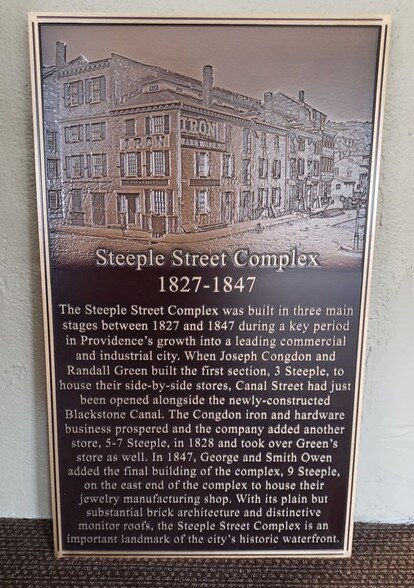 IRON
IRON
HARDWARE
Steeple Street Complex
1827-1847
The Steeple Street Complex was built in three main
stages between 1827 and 1847 during a key period
in Providence's growth into a leading commercial
and industrial city. When Joseph Congdon and
Randall Green built the first section, 3 Steeple, to
house their side-by-side stores, Canal Street had just
been opened alongside the newly-constructed
Blackstone Canal. The Congdon iron and hardware
business prospered and the company added another
store, 5-7 Steeple, in 1828 and took over Green's
store as well. In 1847, George and Smith Owen
added the final building of the complex, 9 Steeple,
on the east end of the complex to house their
jewelry manufacturing shop. With its plain but
substantial brick architecture and distinctive
monitor roofs, the Steeple Street Complex is an
important landmark of the city's historic waterfront.